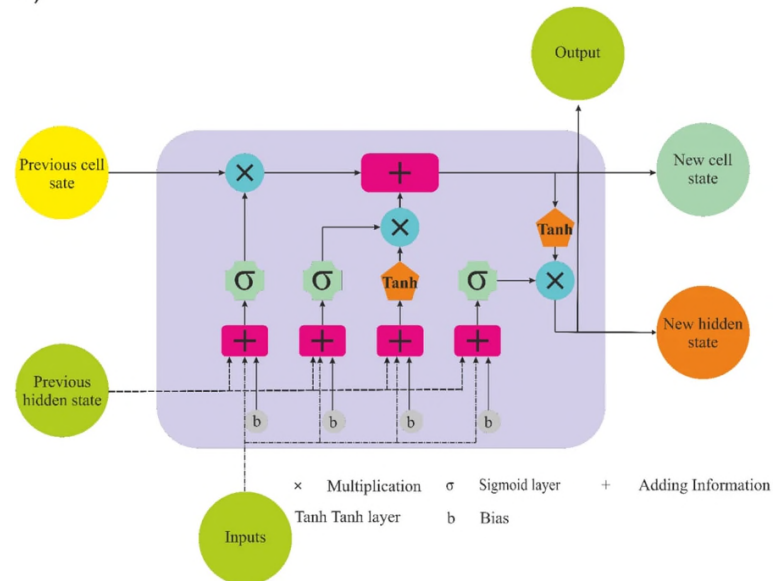 Output
Previous cell
sate
×
+
New cell
state
Tanh
×
σ
σ
Tanh
σ
×
+
+
+
+
New hidden
state
Previous
hidden state
b
b
b
b
× Multiplication σ Sigmoid layer + Adding Information
Tanh Tanh layer b Bias
Inputs